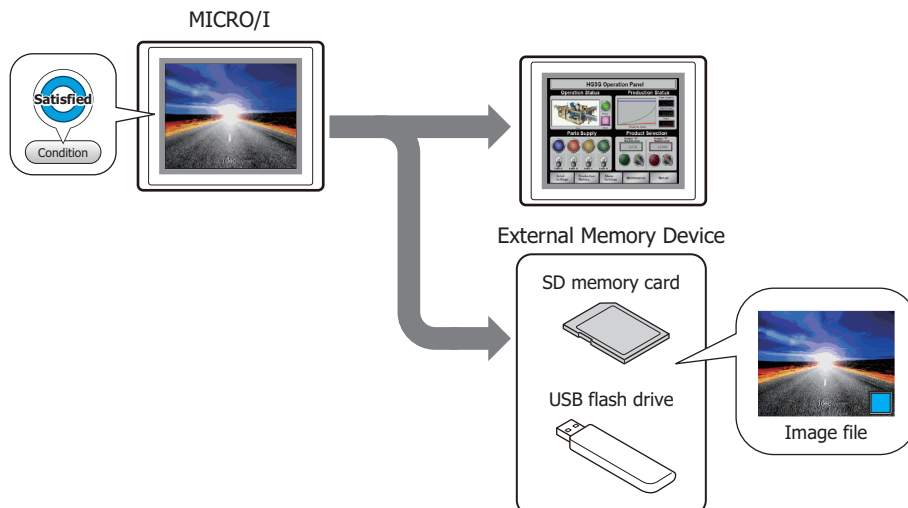 MICRO/I
Satisfied
Condition
HG3G Operation Panel
Operation Status
Production Status
Parts Supply
Product Selection
Maintenance
External Memory Device
SD memory card
USB flash drive
Image file